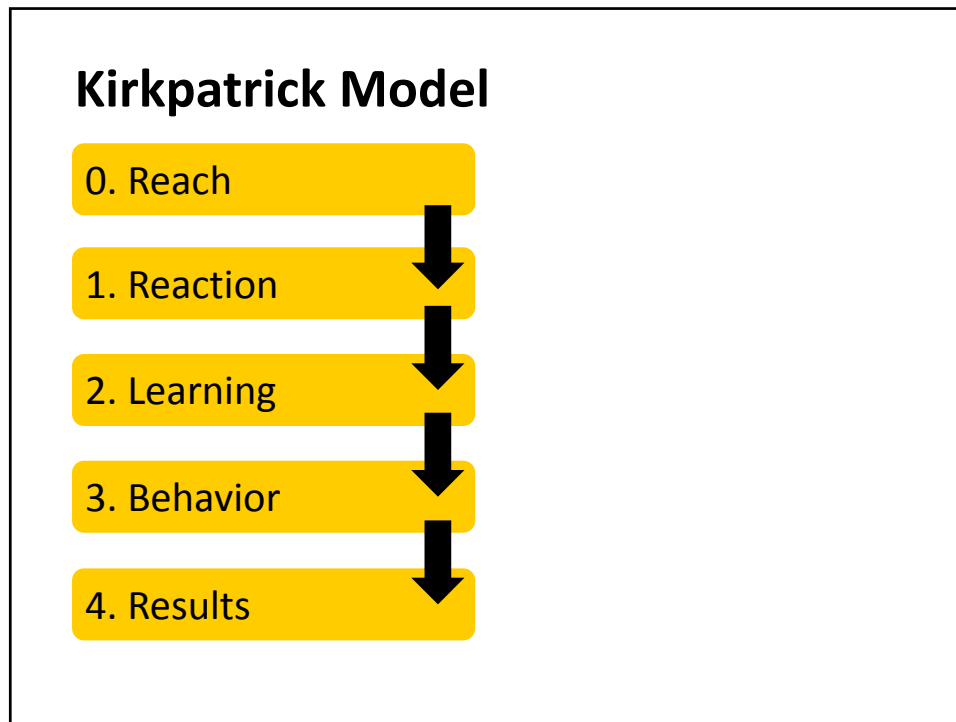 Kirkpatrick Model
0. Reach
1. Reaction
2. Learning
3. Behavior
4. Results